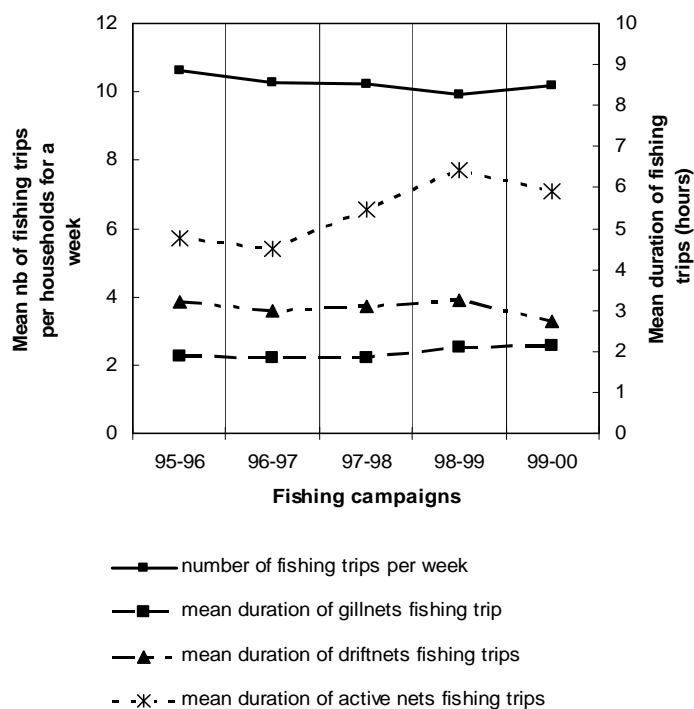 12
10
8
6
4
2
0
Mean nb of fishing trips
per households for a
week
10
9
8
7
6
5
4
3
2
1
0
Mean duration of fishing
trips (hours)
95-96 96-97 97-98 98-99 99-00
Fishing campaigns
number of fishing trips per week
mean duration of gillnets fishing trip
mean duration of driftnets fishing trips
mean duration of active nets fishing trips